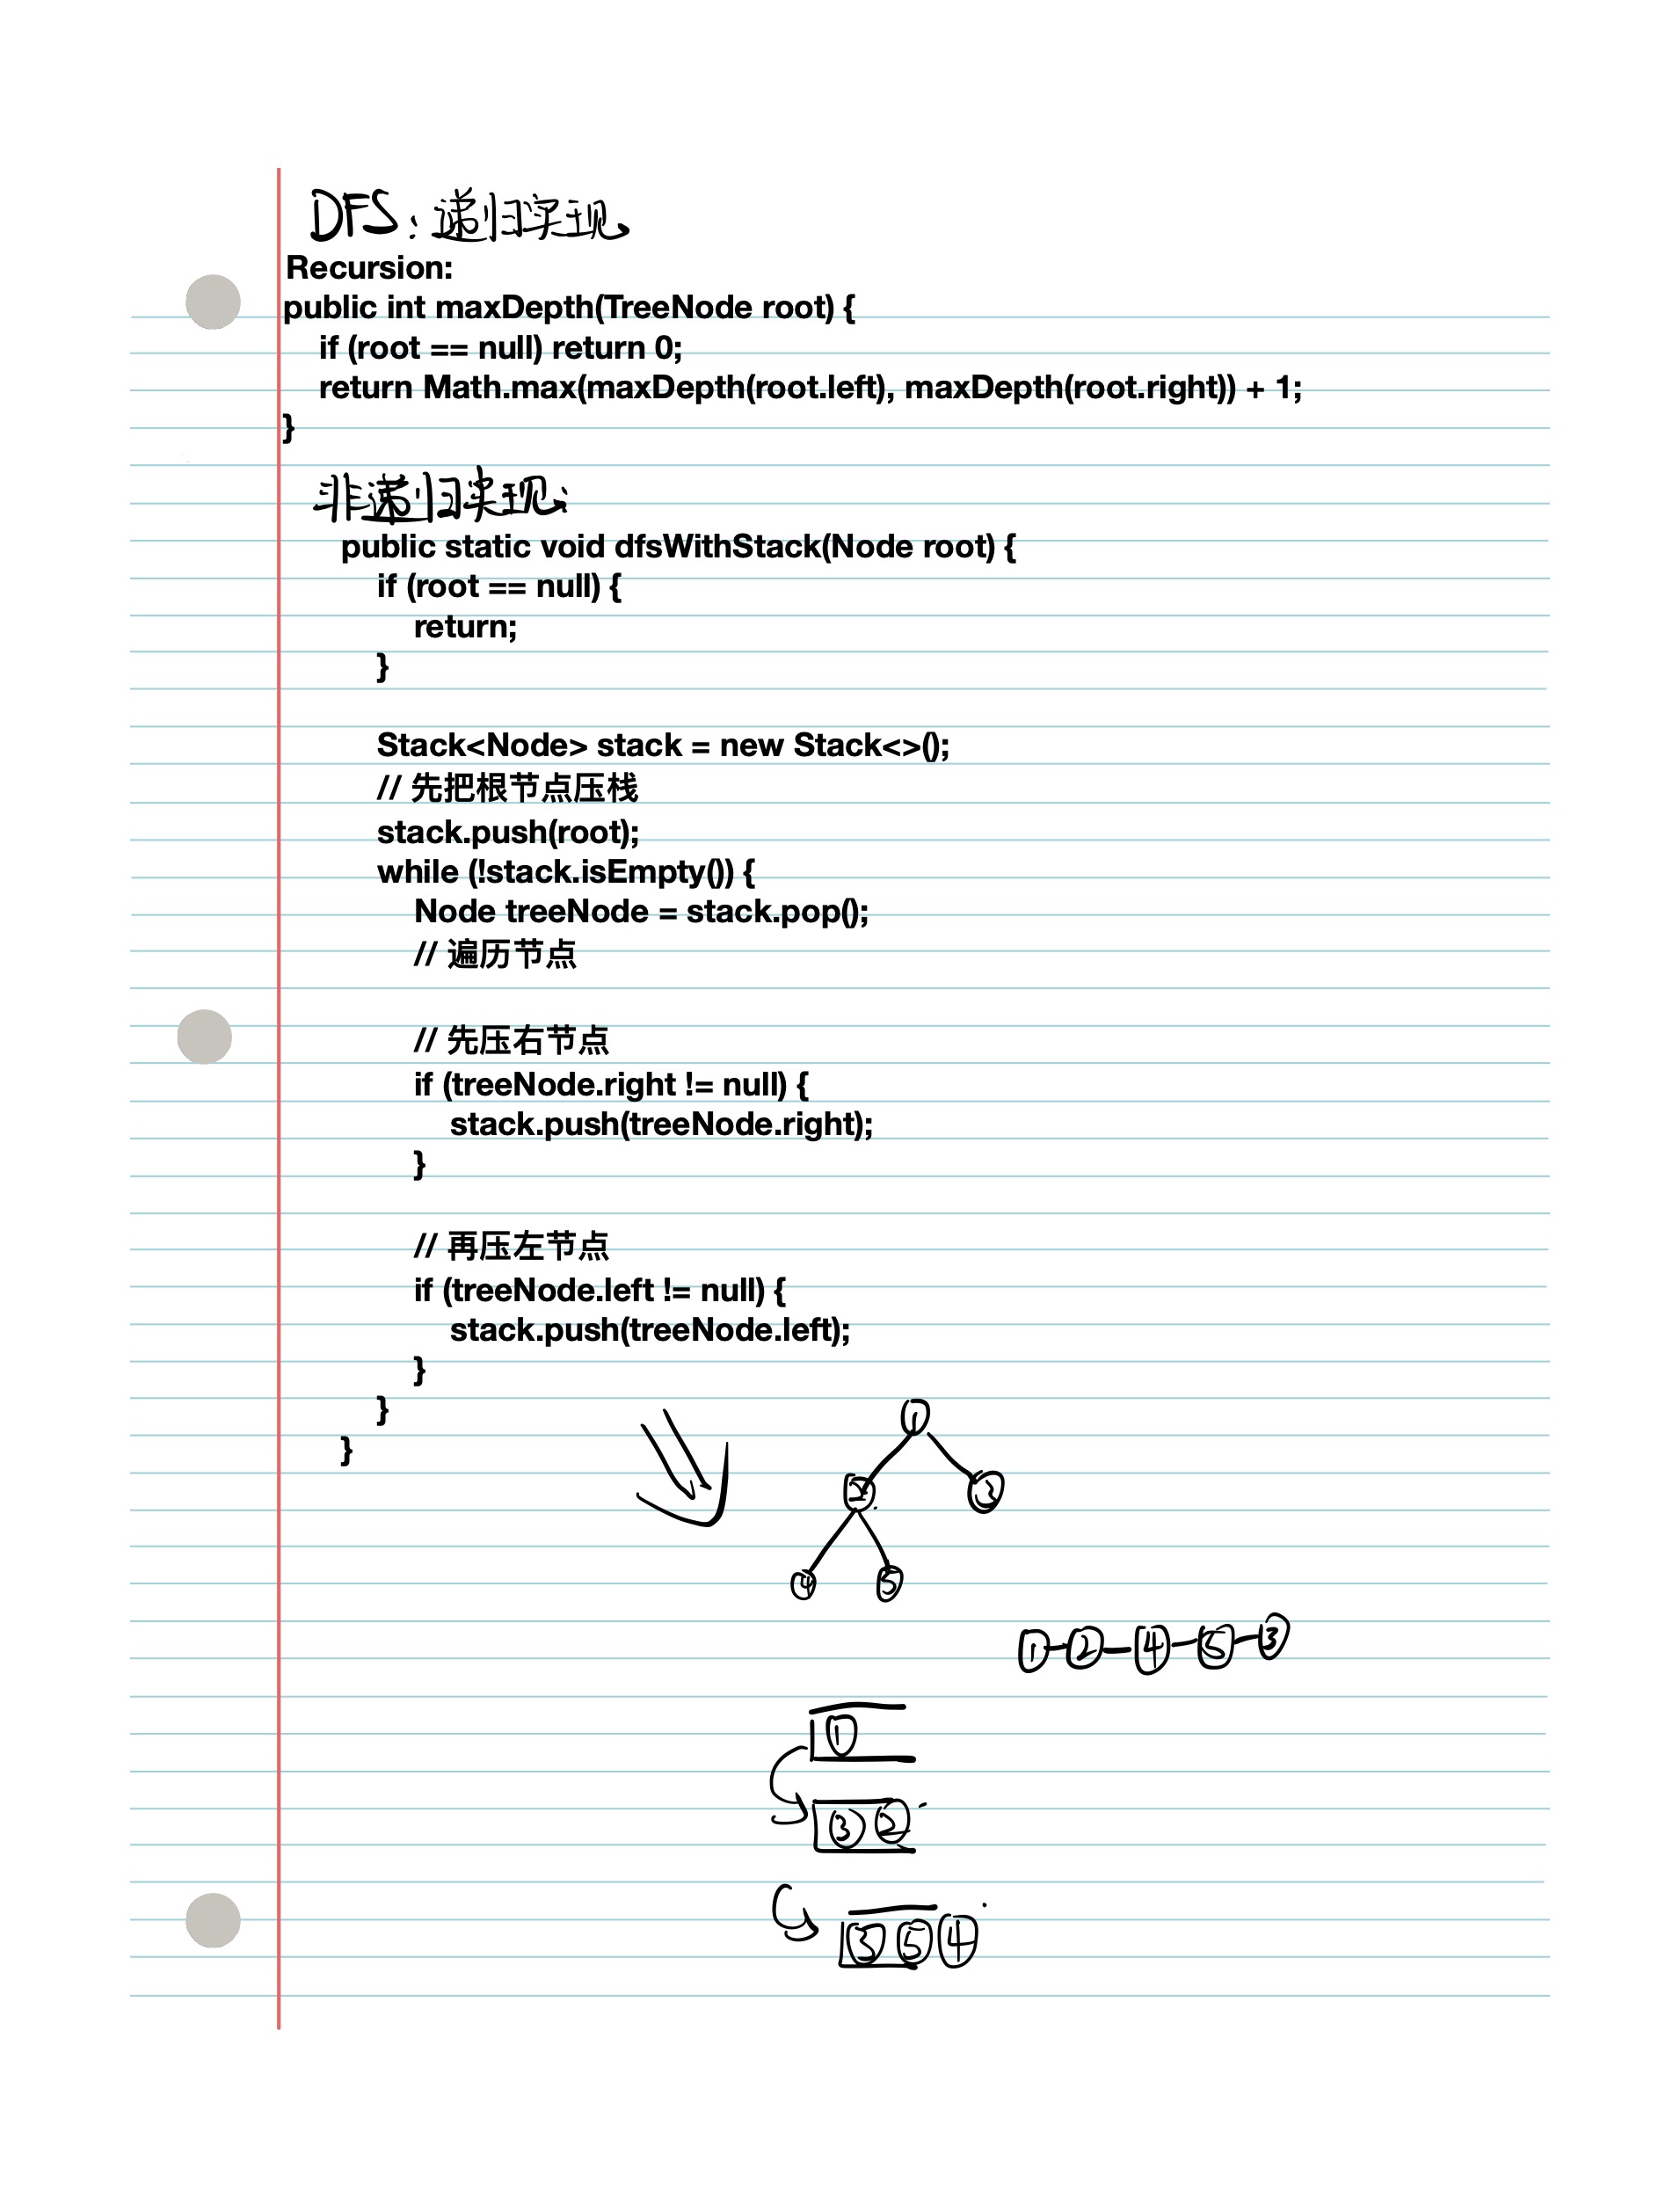 DFS: 递归实现
Recursion:
public int maxDepth(TreeNode root) {
if (root == null) return 0;
return Math.max(maxDepth(root.left), maxDepth(root.right)) + 1;
}
非递归实现:
public static void dfsWithStack(Node root) {
if (root == null) {
return;
}
Stack<Node> stack = new Stack<>();
// 先把根节点压栈
stack.push(root);
while (!stack.isEmpty()) {
Node treeNode = stack.pop();
// 遍历节点
// 先压右节点
if (treeNode.right != null) {
stack.push(treeNode.right);
}
// 再压左节点
if (treeNode.left != null) {
stack.push(treeNode.left);
}
}
}
1
2 3
4 5
1-2-4-5-3
1
3 2
3 5 4